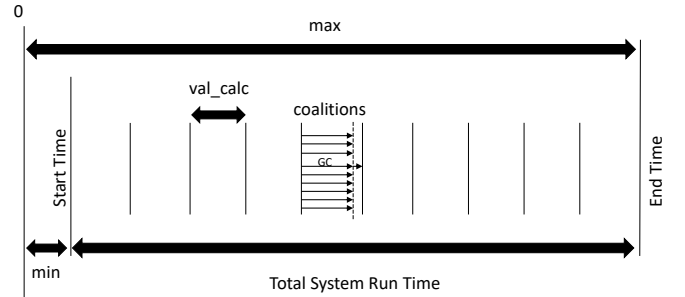 0
max
val_calc
coalitions
GC
Start Time
End Time
min
Total System Run Time